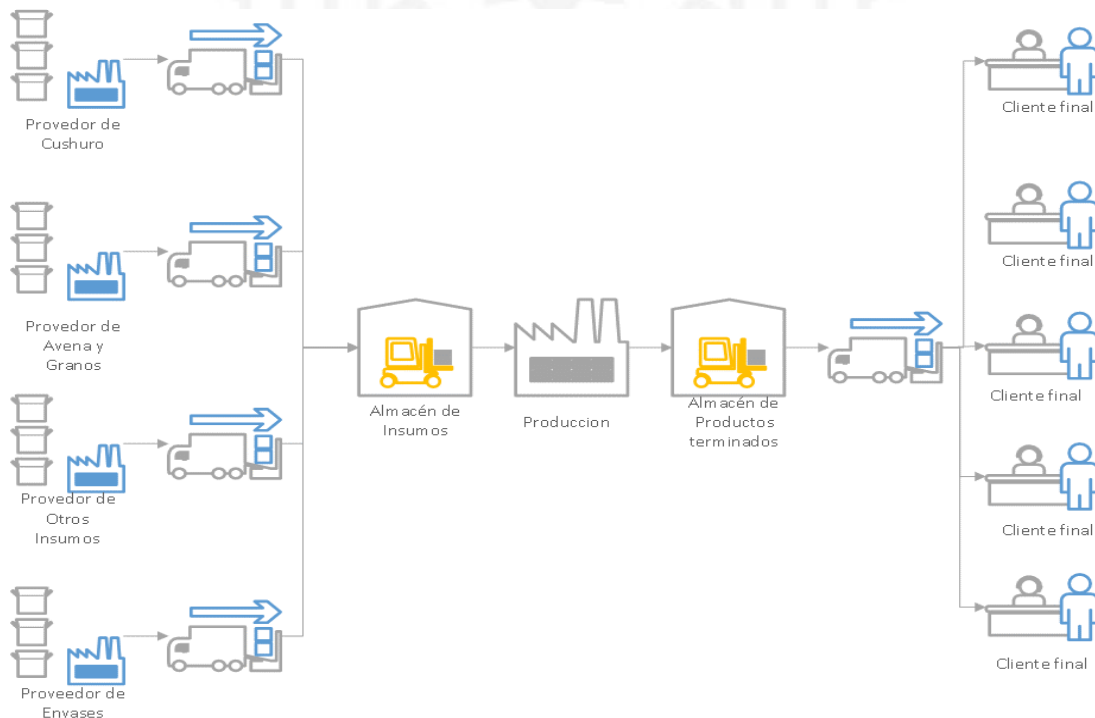 Provedor de
Cushuro
Provedor de
Avena y
Granos
Provedor de
Otros
Insumos
Proveedor de
Envases
Almacén de
Insumos
Produccion
Almacén de
Productos
terminados
Cliente final
Cliente final
Cliente final
Cliente final
Cliente final